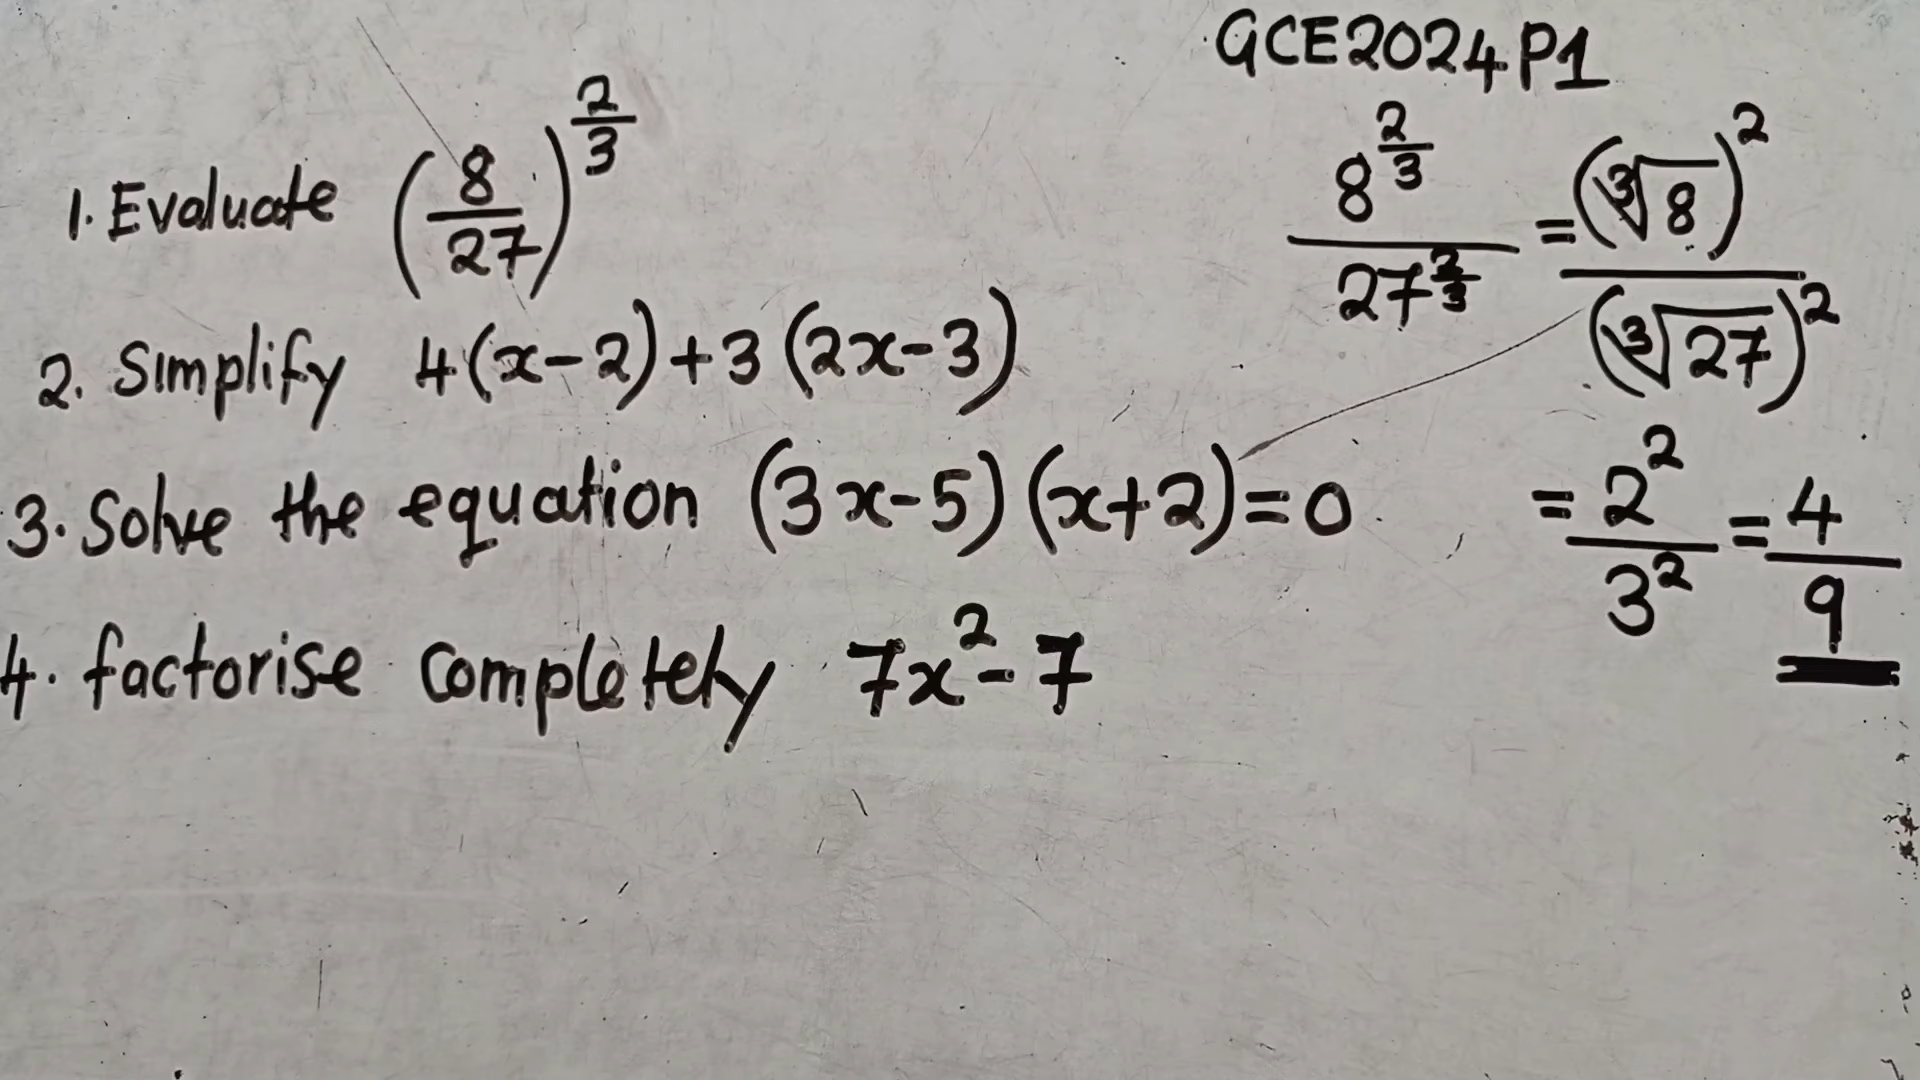 GCE 2024 P1
1. Evaluate (8/27)^(2/3)
2. Simplify 4(x-2)+3(2x-3)
3. Solve the equation (3x-5)(x+2)=0
4. factorise completely 7x²-7
8^(2/3)/27^(2/3) = (∛8)²/(∛27)²
= 2²/3² = 4/9